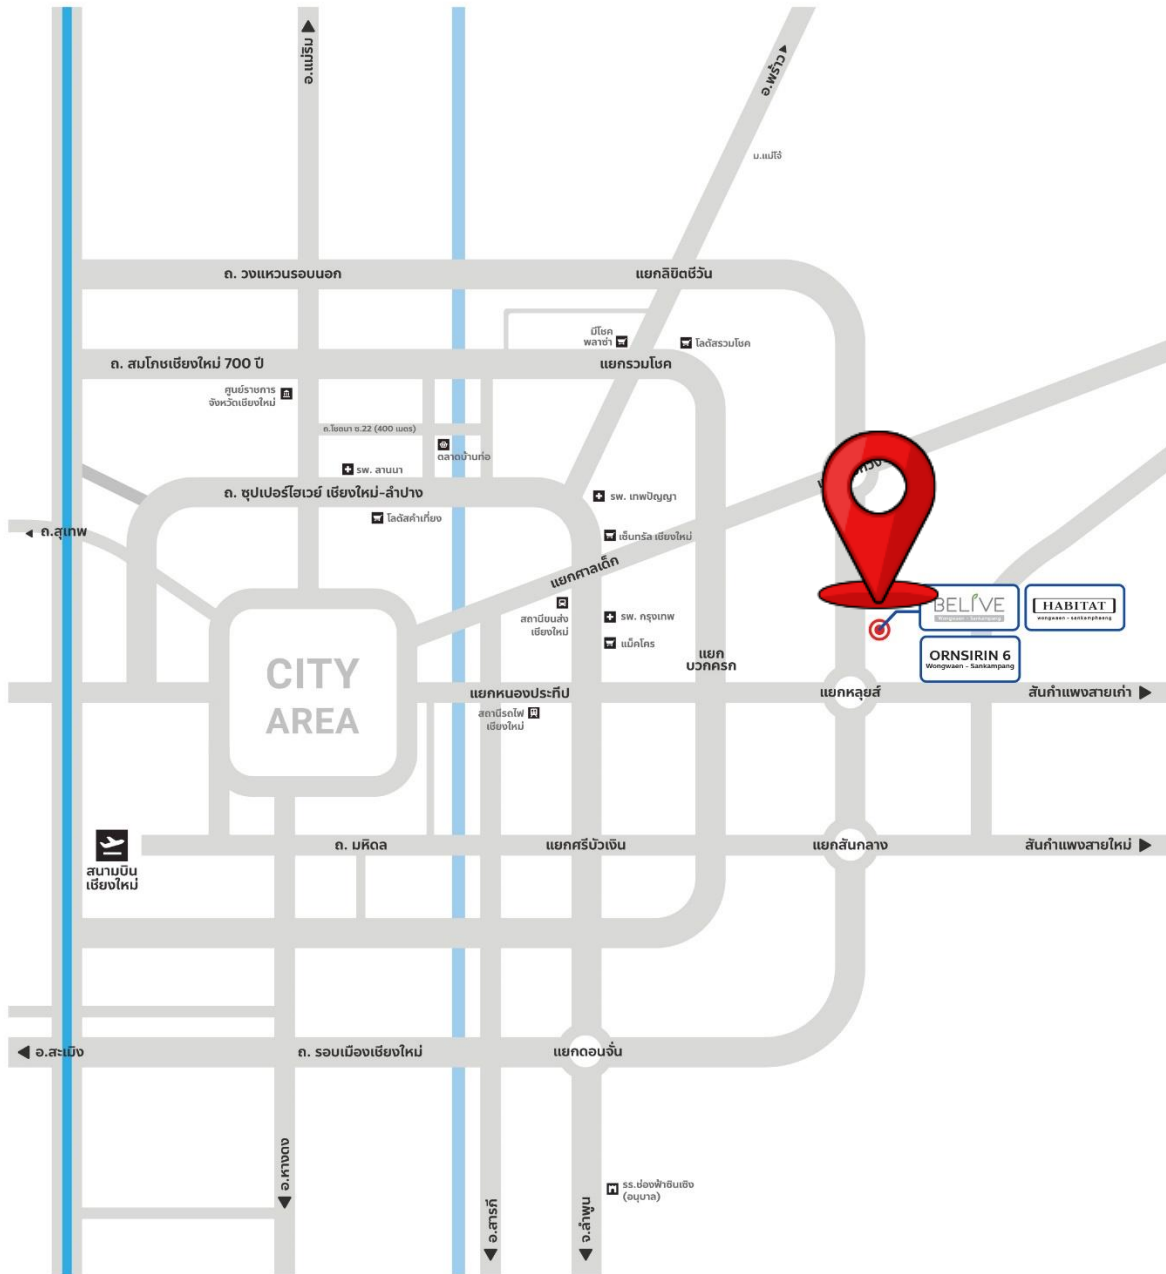 อ.แม่ริม
อ.พร้าว
ม.แม่โจ้
ถ. วงแหวนรอบนอก
แยกลิขิตชีวัน
มีโชค
พลาซ่า
โลตัสรวมโชค
ถ. สมโภชเชียงใหม่ 700 ปี
แยกรวมโชค
ศูนย์ราชการ
จังหวัดเชียงใหม่
ถ.โชตนา ซ.22 (400 เมตร)
ตลาดบ้านท่อ
รพ. ลานนา
ถ. ซุปเปอร์ไฮเวย์ เชียงใหม่-ลำปาง
รพ. เทพปัญญา
โลตัสคำเที่ยง
ถ.สุเทพ
เซ็นทรัล เชียงใหม่
แยกศาลเด็ก
สถานีขนส่ง
เชียงใหม่
รพ. กรุงเทพ
แม็คโคร
BELIVE
Wongwaen - Sankampang
HABITAT
wongwaen - sankamphaeng
ORNSIRIN 6
Wongwaen - Sankampang
แยก
บวกครก
CITY
AREA
แยกหนองประทีป
แยกหลุยส์
สันกำแพงสายเก่า
สถานีรถไฟ
เชียงใหม่
ถ. มหิดล
แยกศรีบัวเงิน
แยกสันกลาง
สันกำแพงสายใหม่
สนามบิน
เชียงใหม่
อ.สะเมิง
ถ. รอบเมืองเชียงใหม่
แยกดอนจั่น
อ.หางดง
อ.สารภี
จ.ลำพูน
รร.ช่องฟ้าซินเซิง
(อนุบาล)